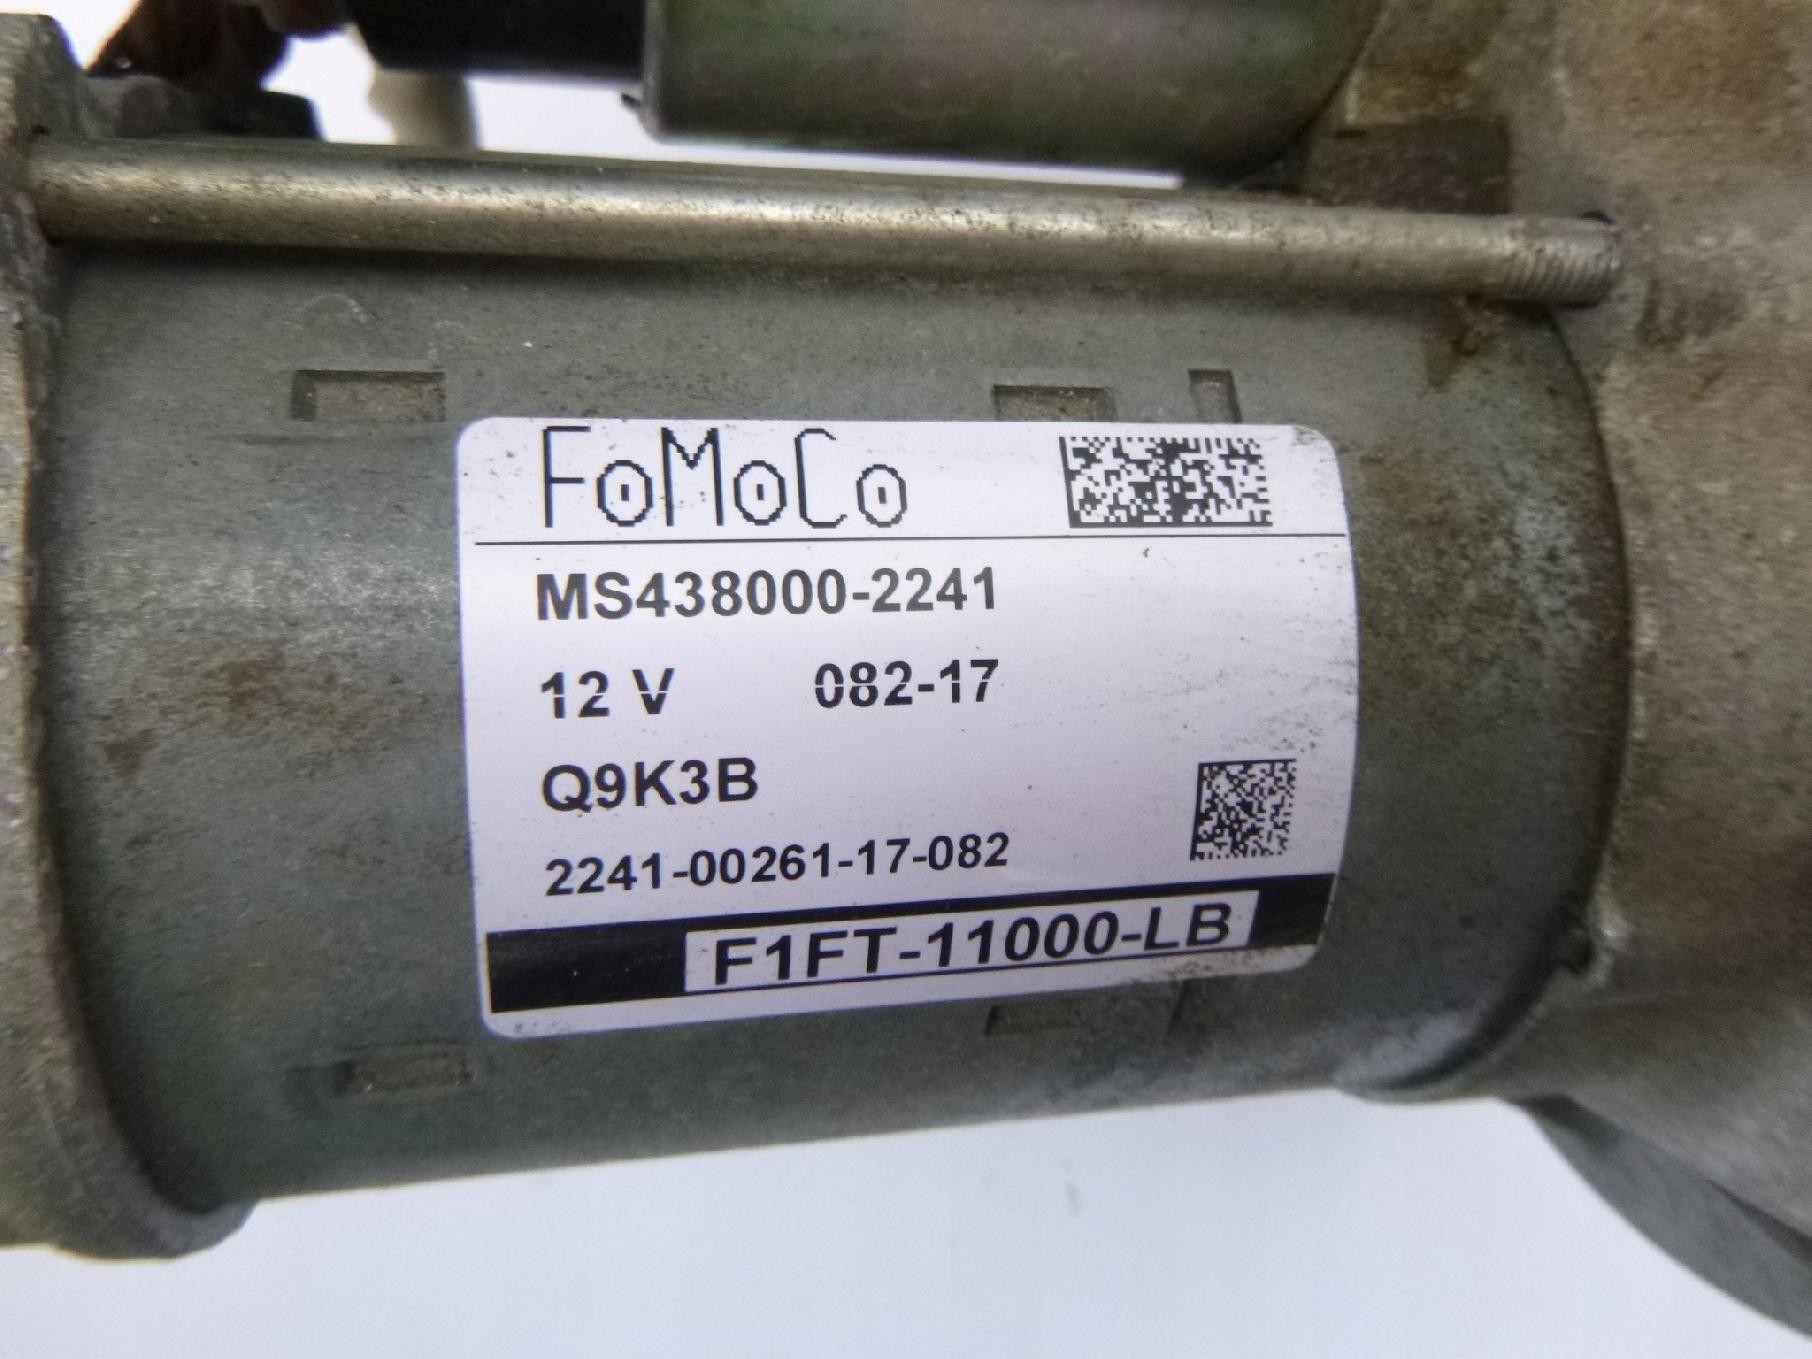 FoMoCo
MS438000-2241
12 V 082-17
Q9K3B
2241-00261-17-082
F1FT-11000-LB